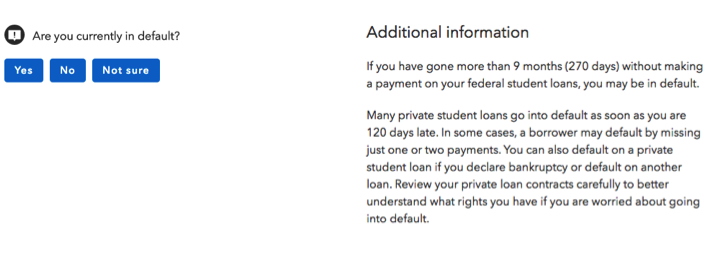 Are you currently in default?
Yes No Not sure
Additional information
If you have gone more than 9 months (270 days) without making
a payment on your federal student loans, you may be in default.
Many private student loans go into default as soon as you are
120 days late. In some cases, a borrower may default by missing
just one or two payments. You can also default on a private
student loan if you declare bankruptcy or default on another
loan. Review your private loan contracts carefully to better
understand what rights you have if you are worried about going
into default.